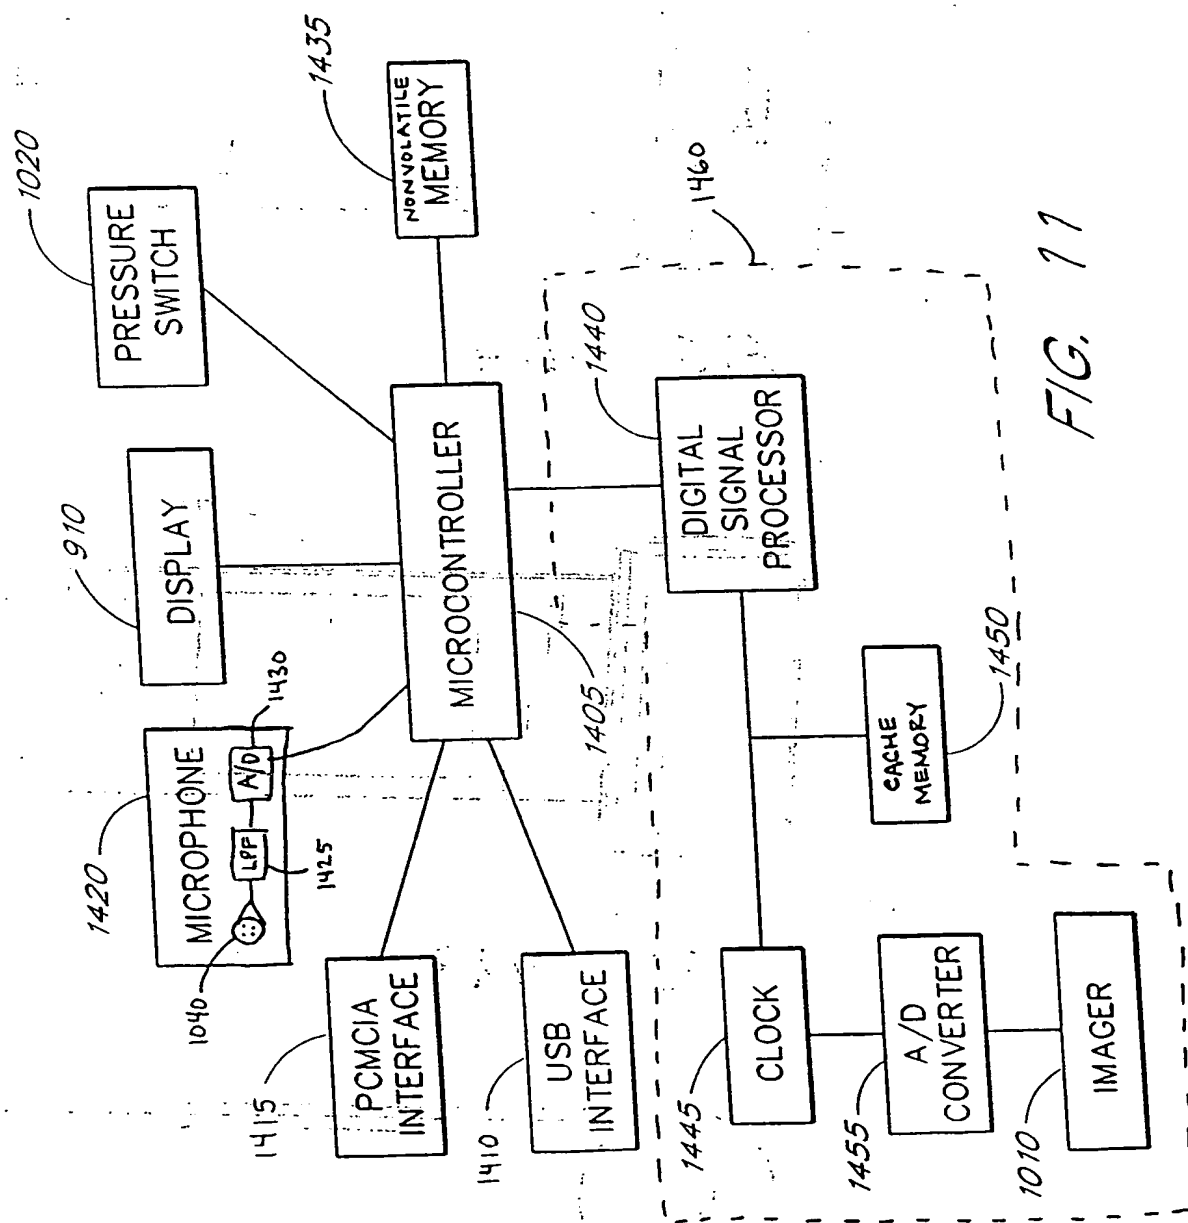 1420
MICROPHONE
1040
LPF
1425
A/D
1430
910
DISPLAY
1020
PRESSURE
SWITCH
1415
PCMCIA
INTERFACE
1410
USB
INTERFACE
MICROCONTROLLER
1405
1435
NONVOLATILE
MEMORY
1460
1440
DIGITAL
SIGNAL
PROCESSOR
1445
CLOCK
CACHE
MEMORY
1450
1455
A/D
CONVERTER
1010
IMAGER
FIG. 11